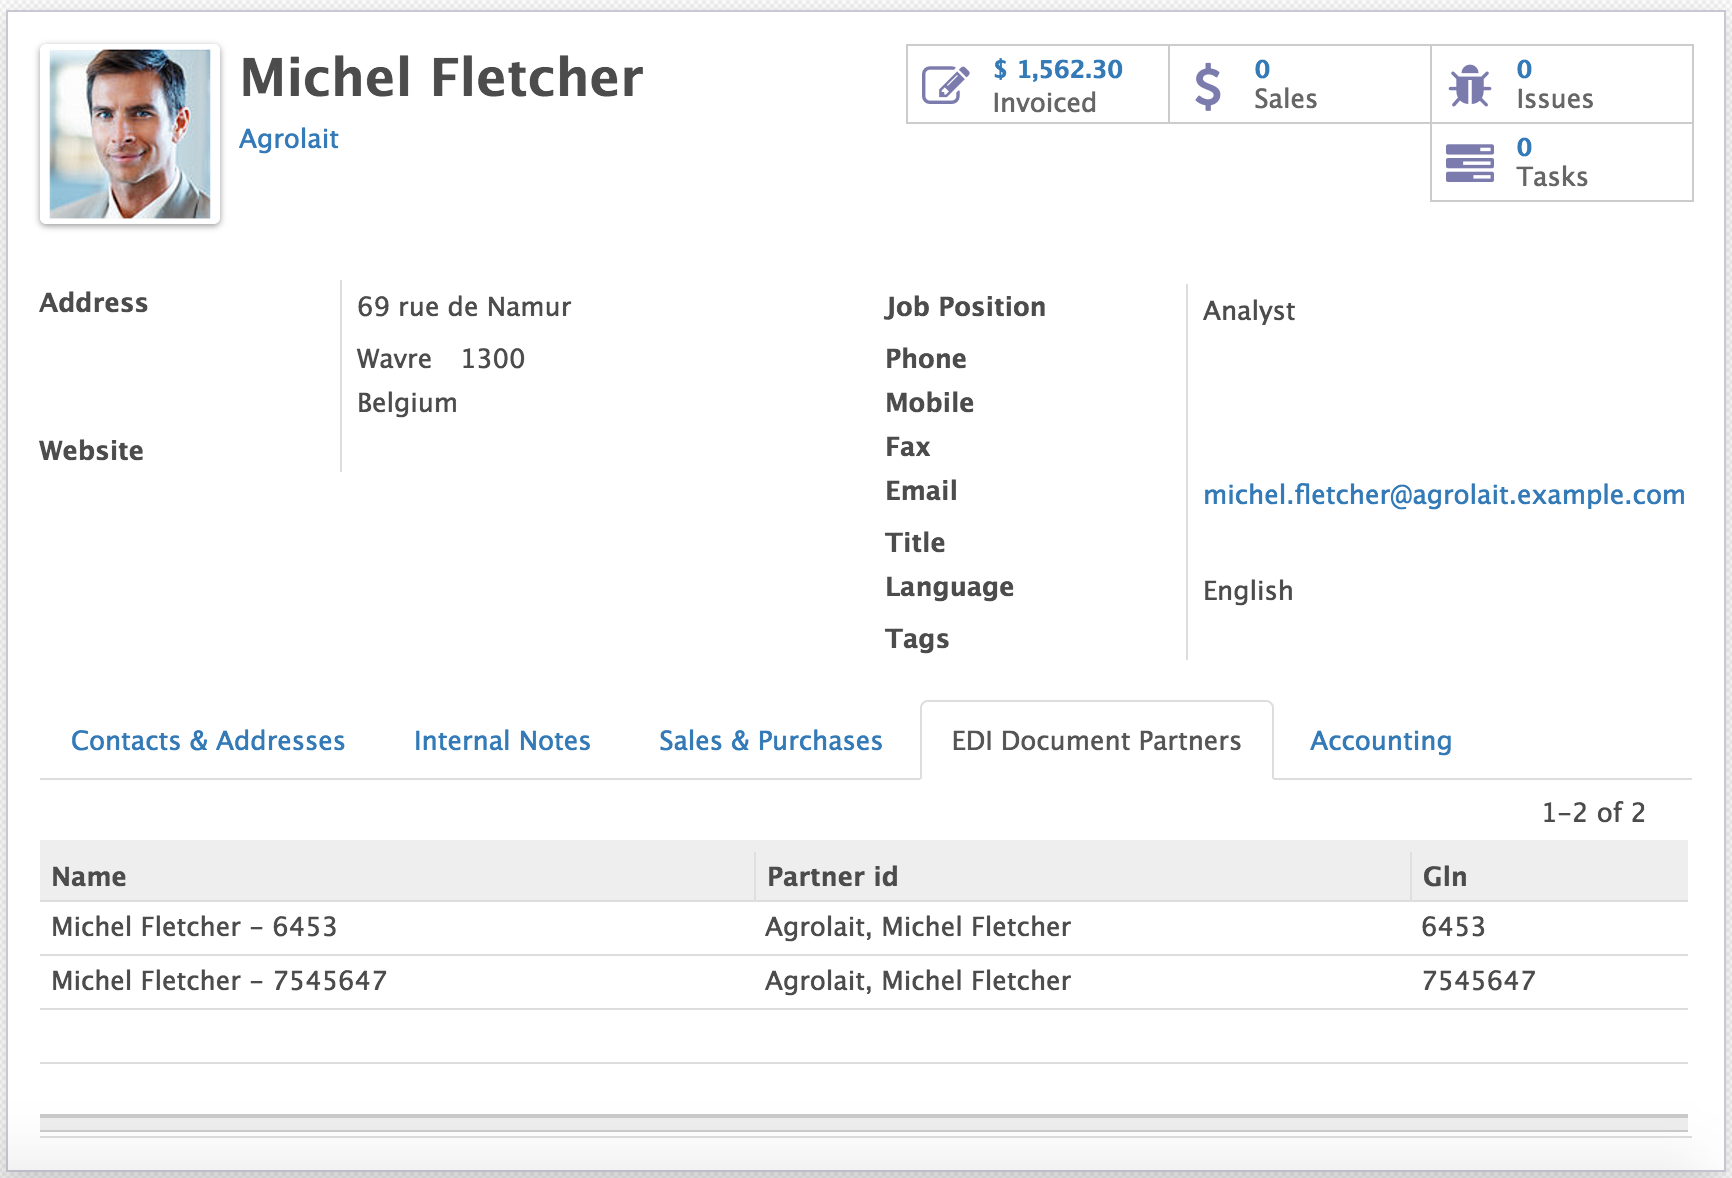 Michel Fletcher
Agrolait
$ 1,562.30
Invoiced
0
Sales
0
Issues
0
Tasks
Address
69 rue de Namur
Wavre 1300
Belgium
Website
Job Position Analyst
Phone
Mobile
Fax
Email michel.fletcher@agrolait.example.com
Title
Language English
Tags
Contacts & Addresses Internal Notes Sales & Purchases EDI Document Partners Accounting
1-2 of 2
Name Partner id Gln
Michel Fletcher - 6453 Agrolait, Michel Fletcher 6453
Michel Fletcher - 7545647 Agrolait, Michel Fletcher 7545647